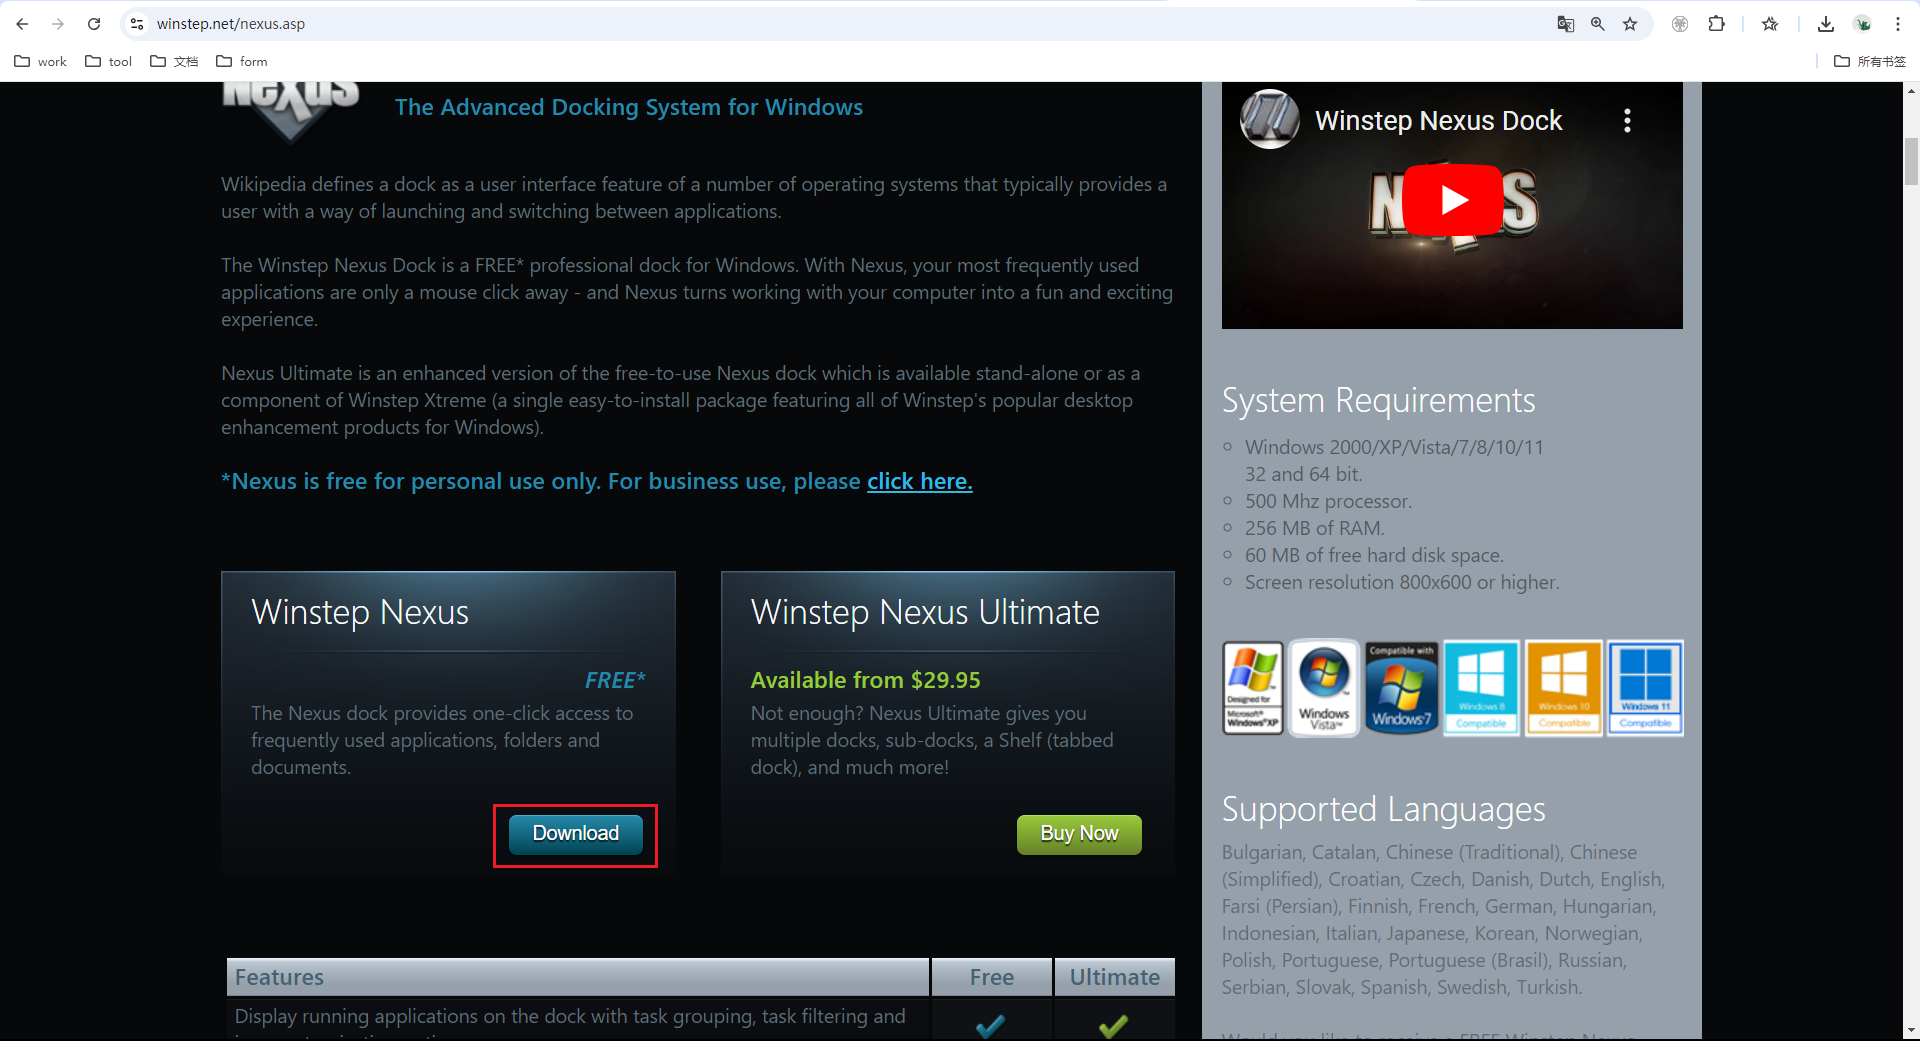 winstep.net/nexus.asp
work
tool
文档
form
所有书签
NEXUS
The Advanced Docking System for Windows
Wikipedia defines a dock as a user interface feature of a number of operating systems that typically provides a
user with a way of launching and switching between applications.
The Winstep Nexus Dock is a FREE* professional dock for Windows. With Nexus, your most frequently used
applications are only a mouse click away - and Nexus turns working with your computer into a fun and exciting
experience.
Nexus Ultimate is an enhanced version of the free-to-use Nexus dock which is available stand-alone or as a
component of Winstep Xtreme (a single easy-to-install package featuring all of Winstep's popular desktop
enhancement products for Windows).
*Nexus is free for personal use only. For business use, please click here.
Winstep Nexus
FREE*
The Nexus dock provides one-click access to
frequently used applications, folders and
documents.
Download
Winstep Nexus Ultimate
Available from $29.95
Not enough? Nexus Ultimate gives you
multiple docks, sub-docks, a Shelf (tabbed
dock), and much more!
Buy Now
Features
Free
Ultimate
Display running applications on the dock with task grouping, task filtering and
Winstep Nexus Dock
System Requirements
Windows 2000/XP/Vista/7/8/10/11
32 and 64 bit.
500 Mhz processor.
256 MB of RAM.
60 MB of free hard disk space.
Screen resolution 800x600 or higher.
Designed for
Microsoft®
Windows®XP
Windows
Vista™
Compatible with
Windows 7
Windows 8
Compatible
Windows 10
Compatible
Windows 11
Compatible
Supported Languages
Bulgarian, Catalan, Chinese (Traditional), Chinese
(Simplified), Croatian, Czech, Danish, Dutch, English,
Farsi (Persian), Finnish, French, German, Hungarian,
Indonesian, Italian, Japanese, Korean, Norwegian,
Polish, Portuguese, Portuguese (Brasil), Russian,
Serbian, Slovak, Spanish, Swedish, Turkish.
Would you like to receive a FREE Winstep Nexus